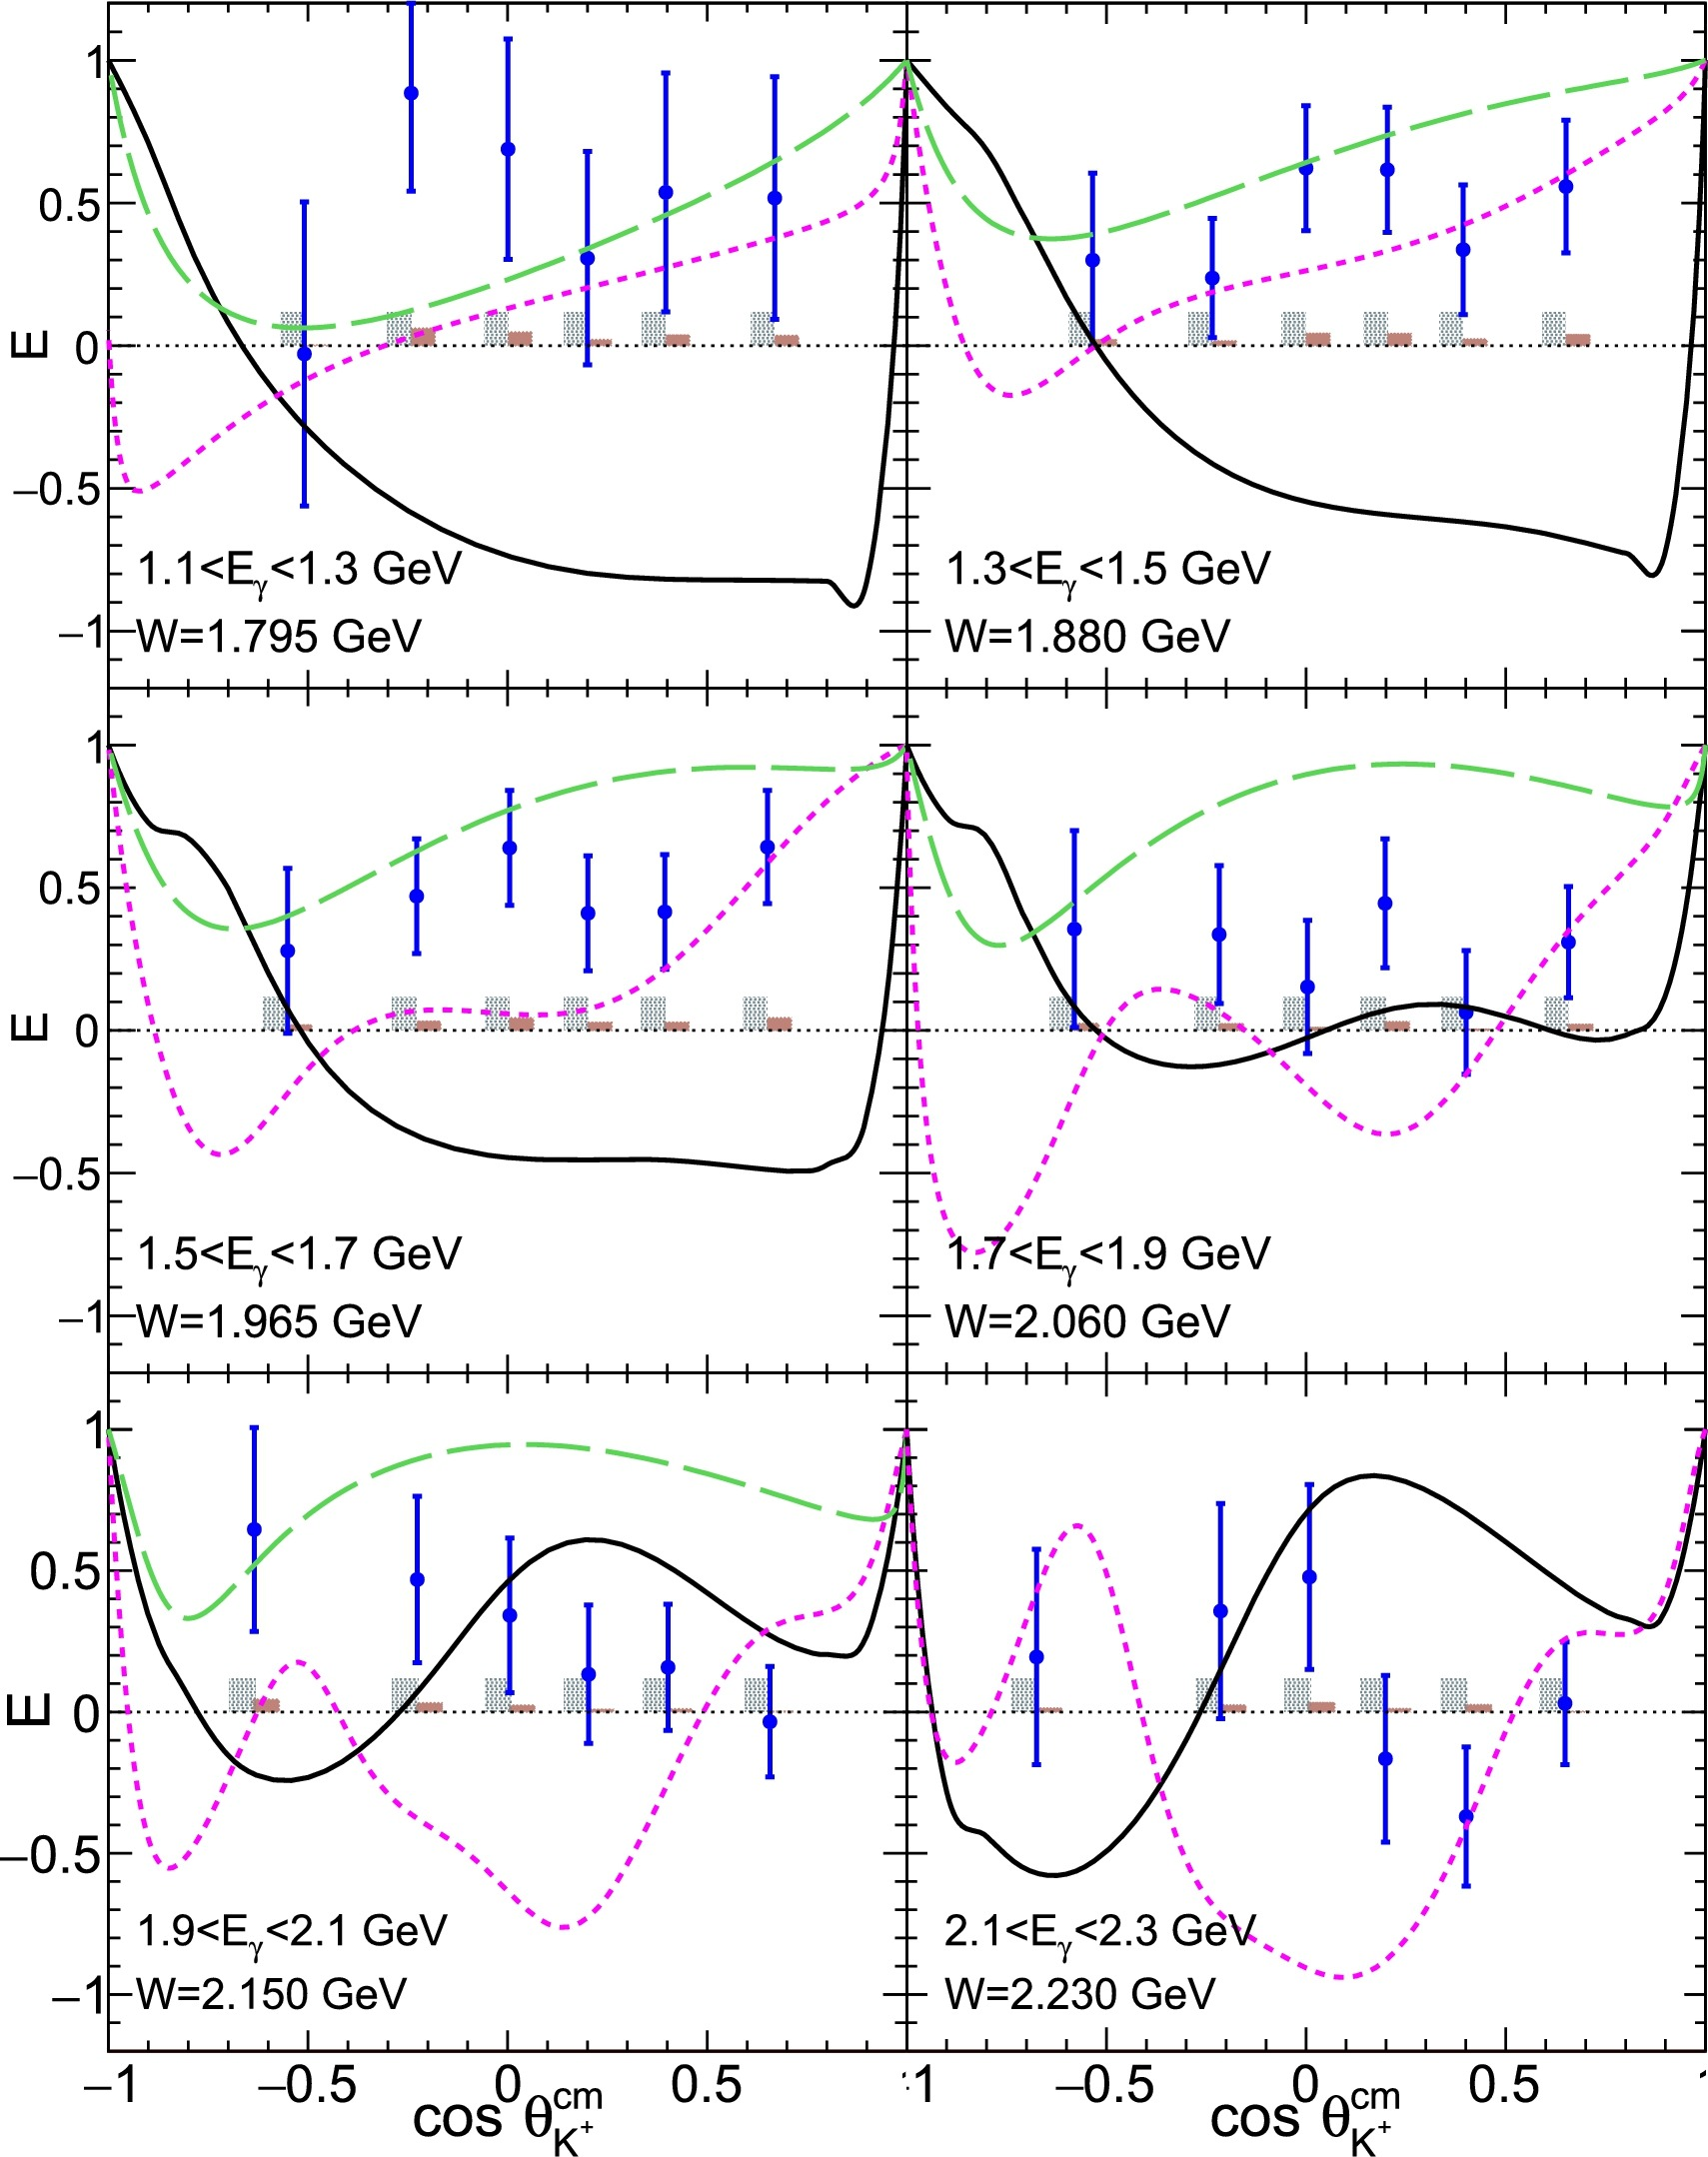 1
0.5
E
0
−0.5
1.1<Eγ<1.3 GeV
1.3<Eγ<1.5 GeV
−1
W=1.795 GeV
W=1.880 GeV
1
0.5
E
0
−0.5
1.5<Eγ<1.7 GeV
1.7<Eγ<1.9 GeV
−1
W=1.965 GeV
W=2.060 GeV
1
0.5
E
0
−0.5
1.9<Eγ<2.1 GeV
2.1<Eγ<2.3 GeV
−1
W=2.150 GeV
W=2.230 GeV
−1 −0.5 0 0.5 1 −0.5 0 0.5
cos θ cm K+
cos θ cm K+